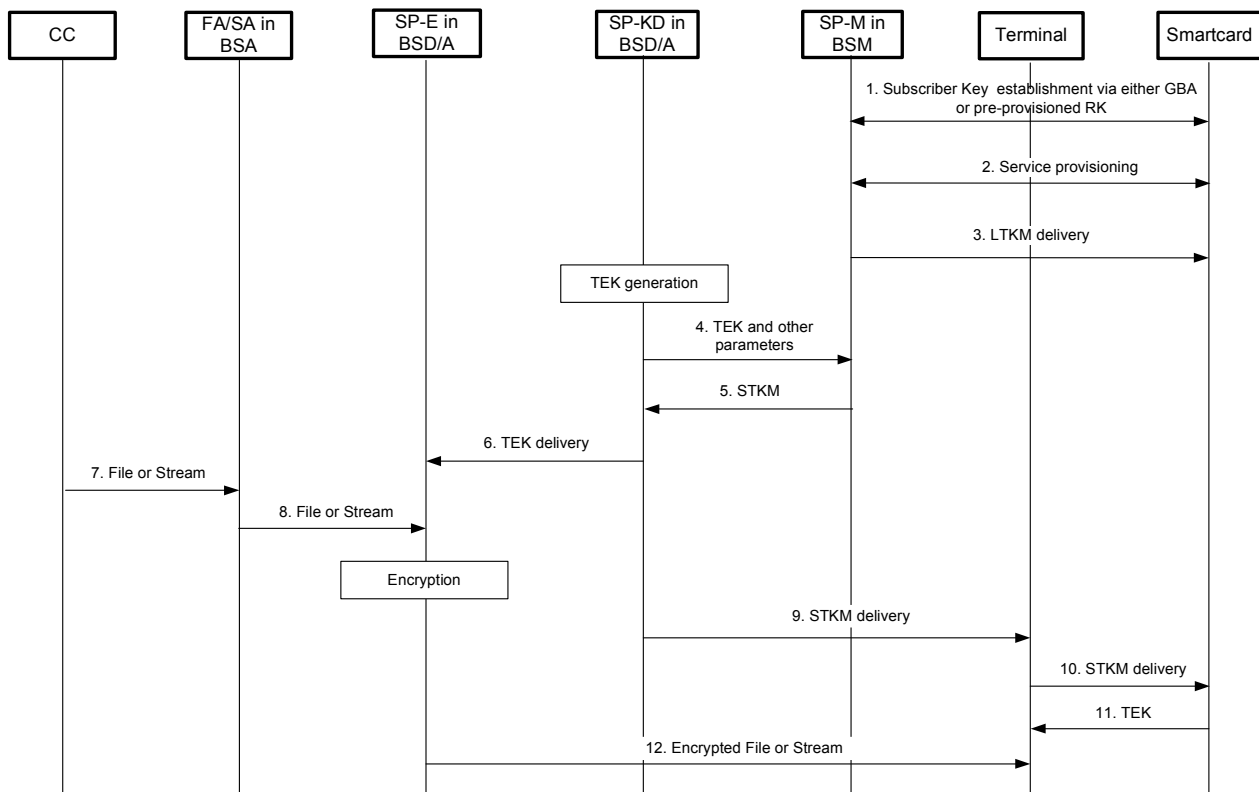 CC
FA/SA in
BSA
SP-E in
BSD/A
SP-KD in
BSD/A
SP-M in
BSM
Terminal
Smartcard
1. Subscriber Key establishment via either GBA
or pre-provisioned RK
2. Service provisioning
3. LTKM delivery
TEK generation
4. TEK and other
parameters
5. STKM
6. TEK delivery
7. File or Stream
8. File or Stream
Encryption
9. STKM delivery
10. STKM delivery
11. TEK
12. Encrypted File or Stream